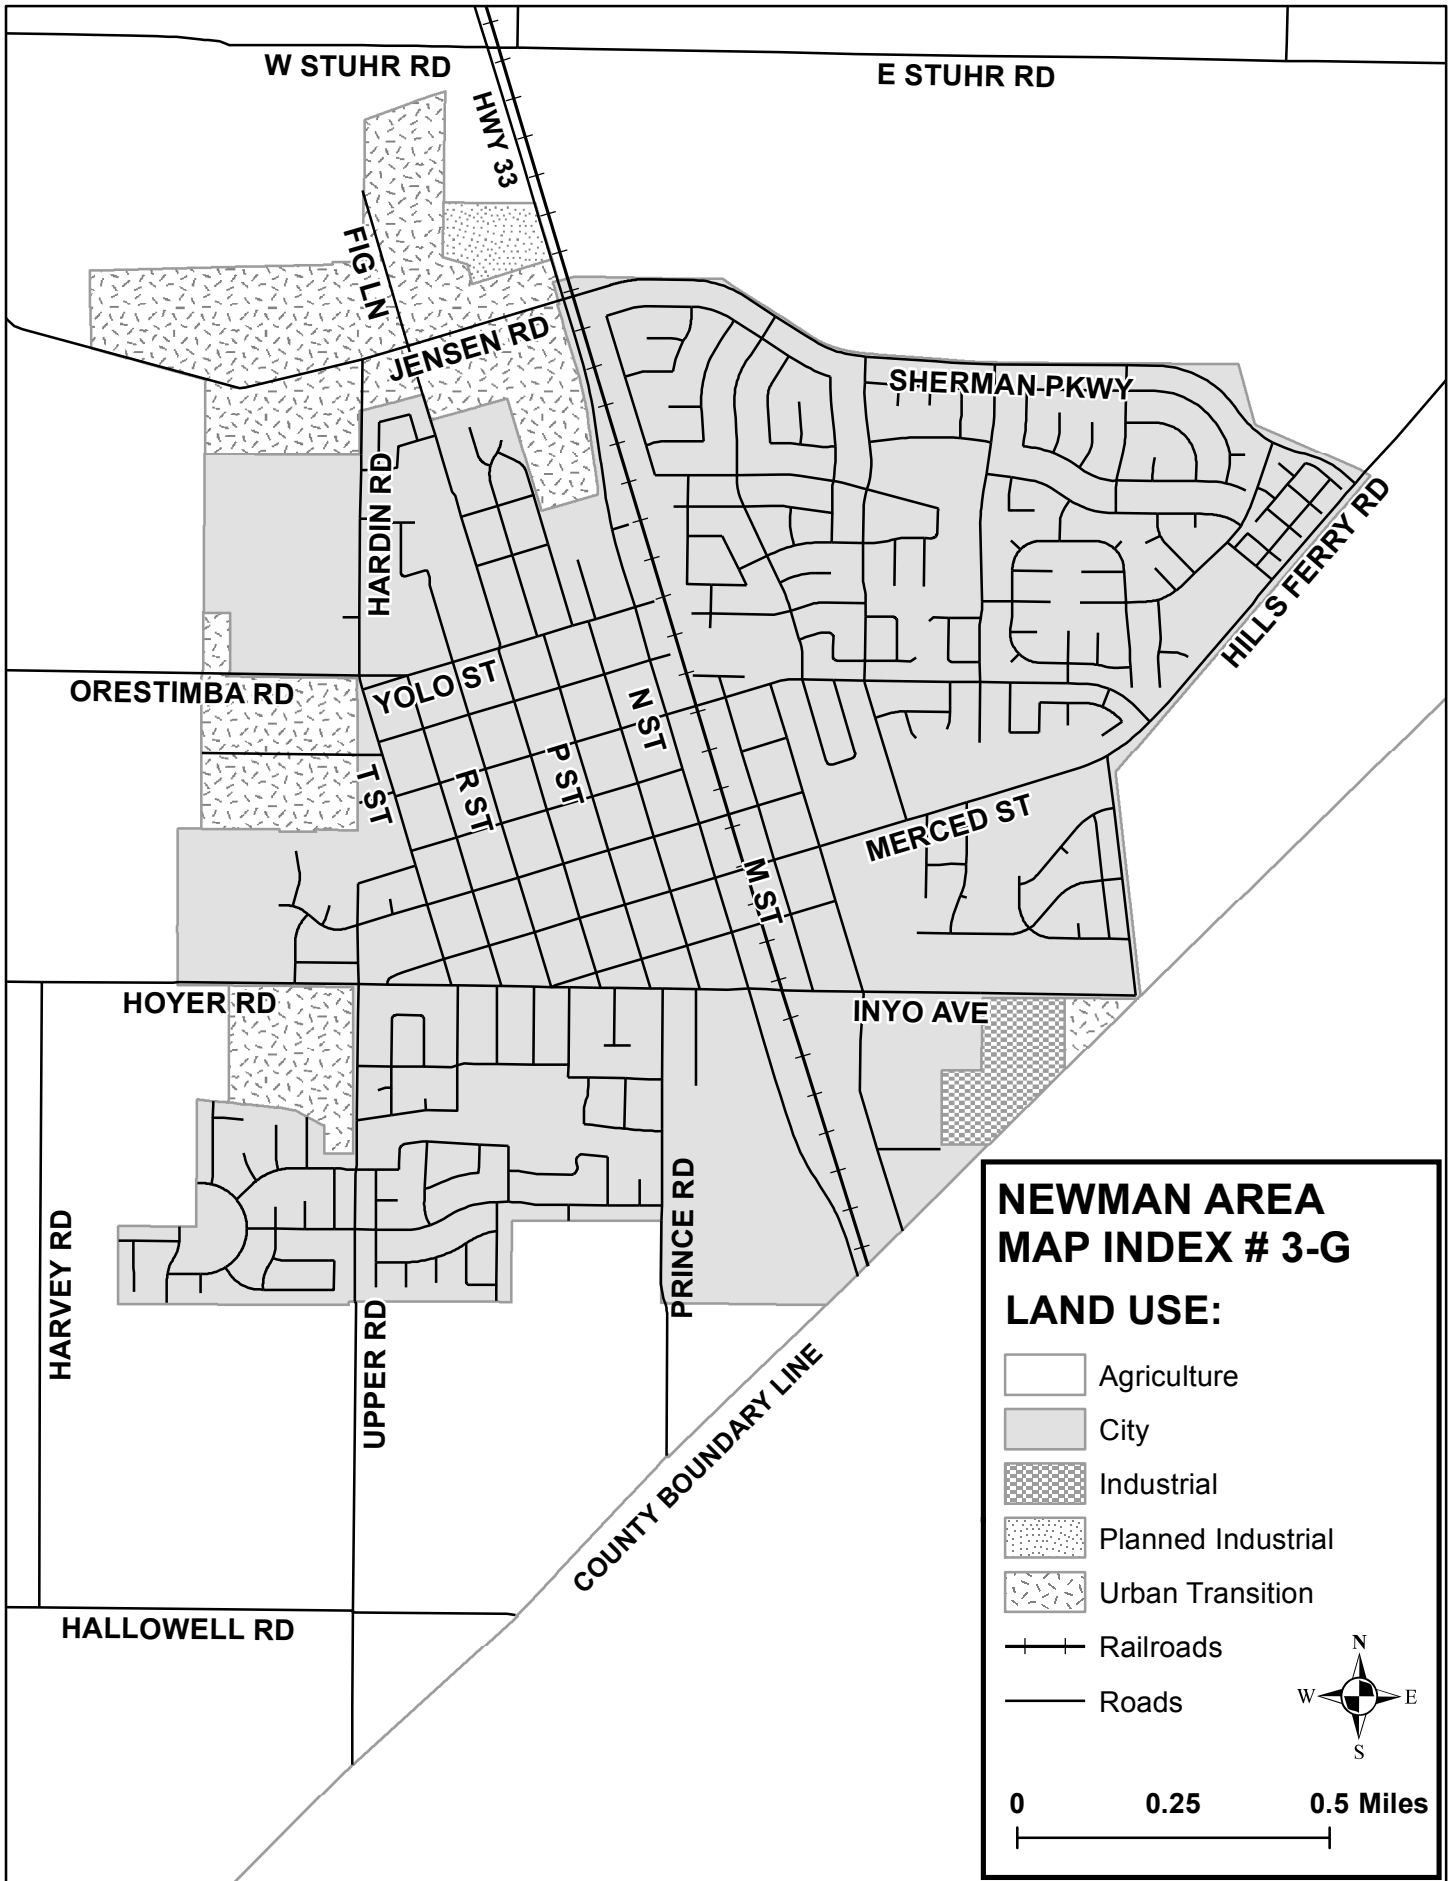 W STUHR RD
E STUHR RD
HWY 33
FIG LN
JENSEN RD
SHERMAN PKWY
HARDIN RD
HILLS FERRY RD
ORESTIMBA RD
YOLO ST
N ST
P ST
R ST
T ST
MERCED ST
M ST
HOYER RD
INYO AVE
HARVEY RD
PRINCE RD
UPPER RD
COUNTY BOUNDARY LINE
HALLOWELL RD
NEWMAN AREA
MAP INDEX # 3-G
LAND USE:
Agriculture
City
Industrial
Planned Industrial
Urban Transition
Railroads
Roads
N
W E
S
0 0.25 0.5 Miles